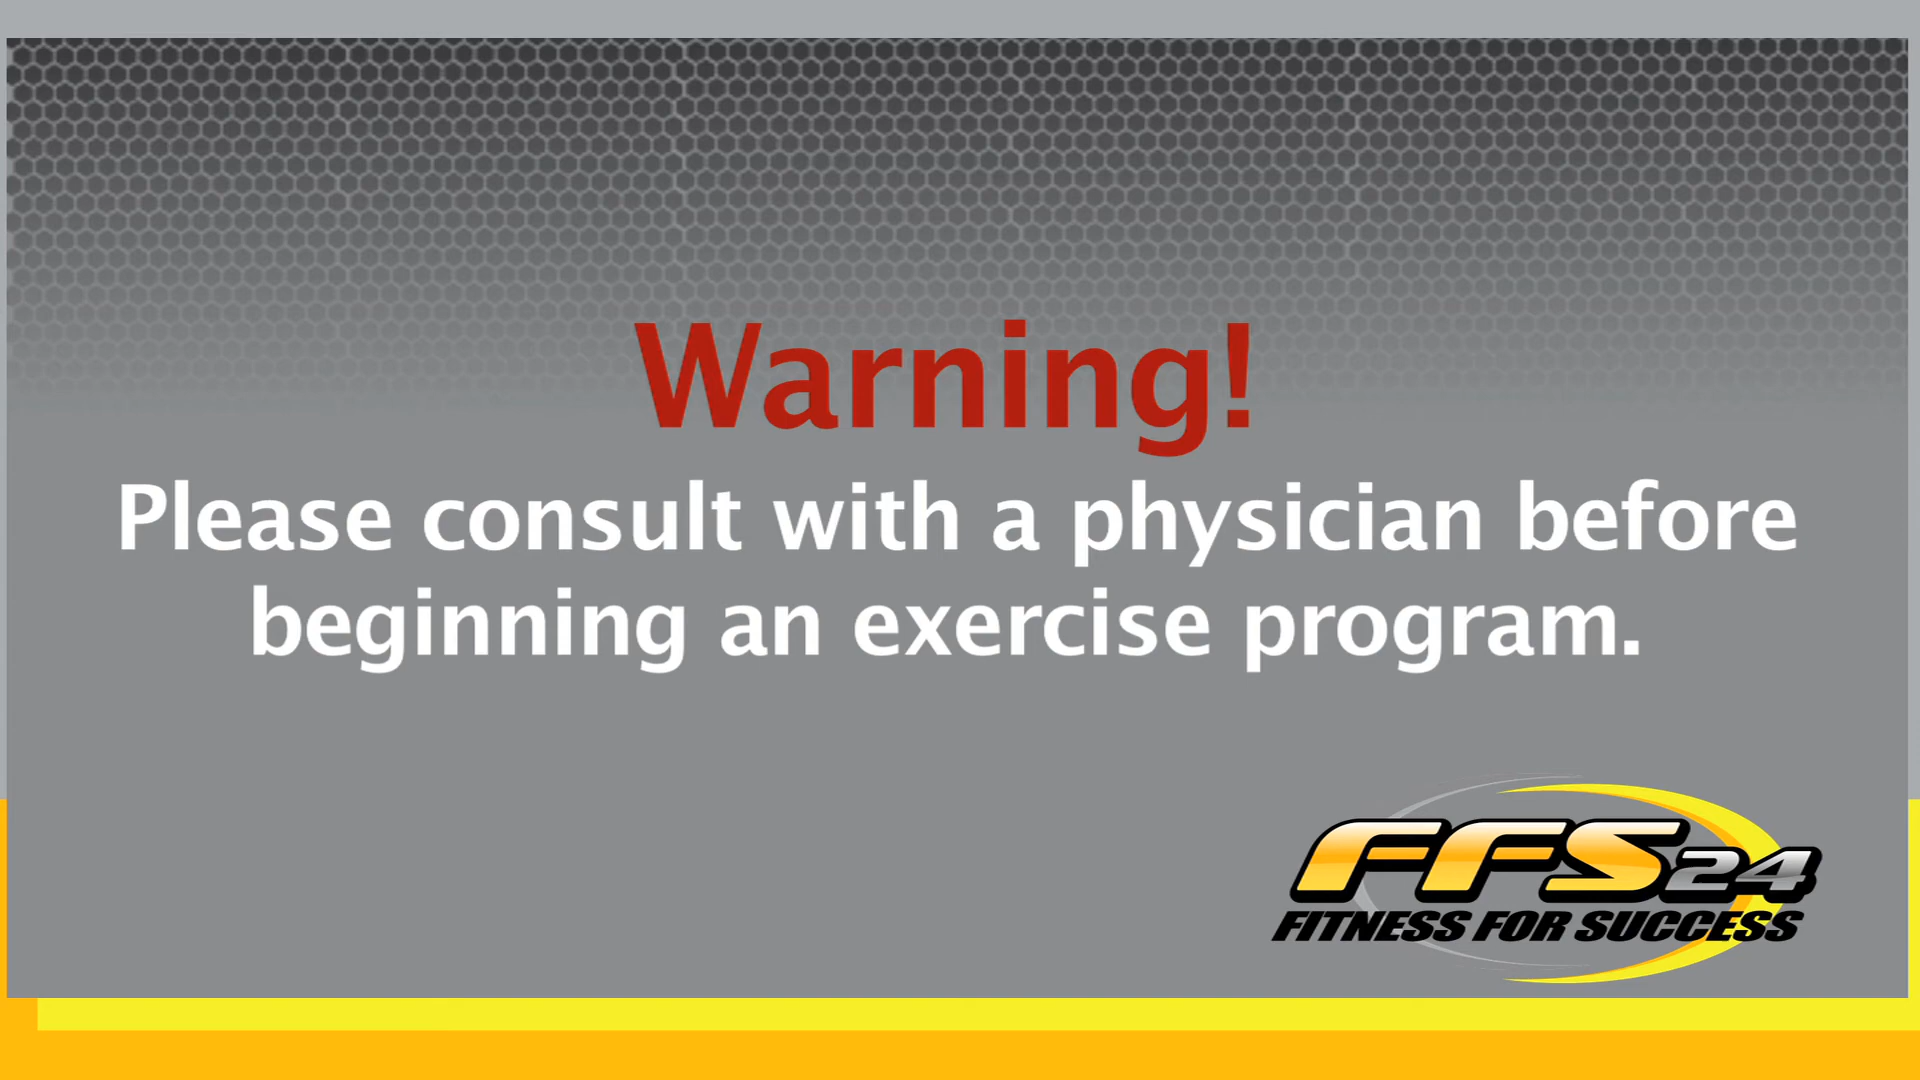 Warning!
Please consult with a physician before
beginning an exercise program.
FFS24
FITNESS FOR SUCCESS